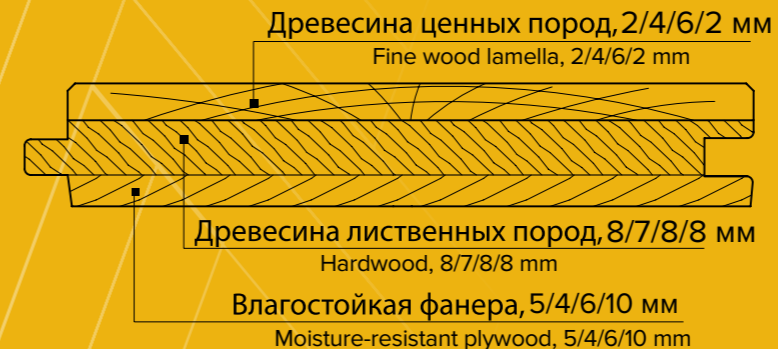 Древесина ценных пород, 2/4/6/2 мм
Fine wood lamella, 2/4/6/2 mm
Древесина лиственных пород, 8/7/8/8 мм
Hardwood, 8/7/8/8 mm
Влагостойкая фанера, 5/4/6/10 мм
Moisture-resistant plywood, 5/4/6/10 mm